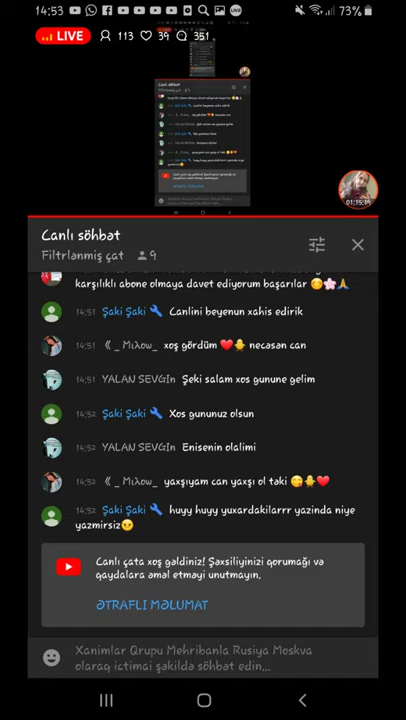 14:53
73%
LIVE 113 39 351
01:15:19
Canlı söhbət
Filtrlənmiş çat 9
karşılıklı abone olmaya davet ediyorum başarılar 😊🌸🙏
14:51 Şaki Şaki 🔧 Canlini beyenun xahis edirik
14:51 《 _ Mıλow_ xoş gördüm ❤️🐥 necəsən can
14:51 YALAN SEVGİn Şeki salam xos gunune gelim
14:52 Şaki Şaki 🔧 Xos gununuz olsun
14:52 YALAN SEVGİn Enisenin olalimi
14:52 《 _ Mıλow_ yaxşıyam can yaxşı ol təki 😋🐥❤️
14:52 Şaki Şaki 🔧 huyy huyy yuxardakilarrr yazinda niye
yazmirsiz😕
Canlı çata xoş gəldiniz! Şəxsiliyinizi qorumağı və
qaydalara əməl etməyi unutmayın.
ƏTRAFLI MƏLUMAT
Xanimlar Qrupu Mehribanla Rusiya Moskva
olaraq ictimai şəkildə söhbət edin...